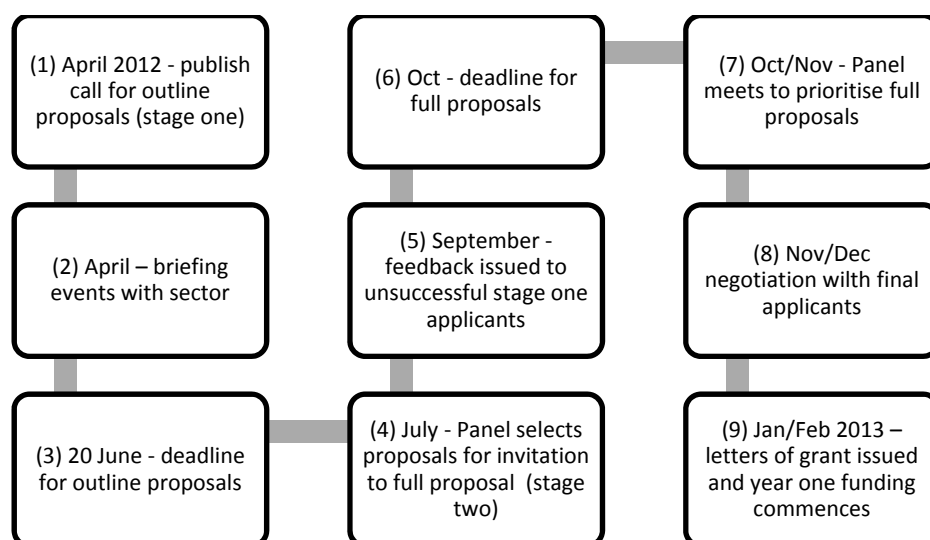 (1) April 2012 - publish
call for outline
proposals (stage one)
(2) April – briefing
events with sector
(3) 20 June - deadline
for outline proposals
(4) July - Panel selects
proposals for invitation
to full proposal  (stage
two)
(5) September -
feedback issued to
unsuccessful stage one
applicants
(6) Oct - deadline for
full proposals
(7) Oct/Nov - Panel
meets to prioritise full
proposals
(8) Nov/Dec
negotiation wilth final
applicants
(9) Jan/Feb 2013 –
letters of grant issued
and year one funding
commences